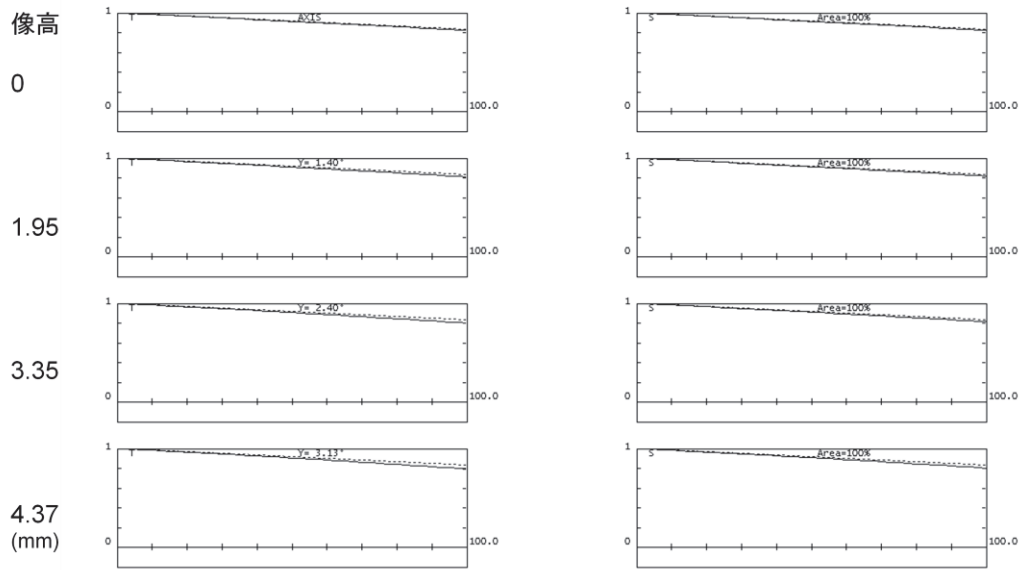 像高
1 T AXIS
0 100.0
1 S Area=100%
0 100.0
0
1 T Y= 1.40°
0 100.0
1 S Area=100%
0 100.0
1.95
1 T Y= 2.40°
0 100.0
1 S Area=100%
0 100.0
3.35
1 T Y= 3.13°
0 100.0
1 S Area=100%
0 100.0
4.37
(mm)